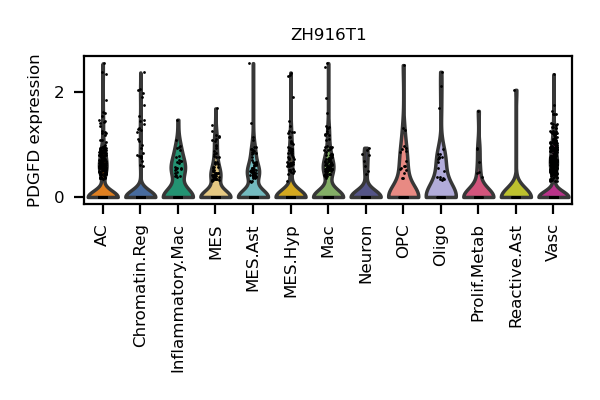 ZH916T1
PDGFD expression
2
0
AC
Chromatin.Reg
Inflammatory.Mac
MES
MES.Ast
MES.Hyp
Mac
Neuron
OPC
Oligo
Prolif.Metab
Reactive.Ast
Vasc